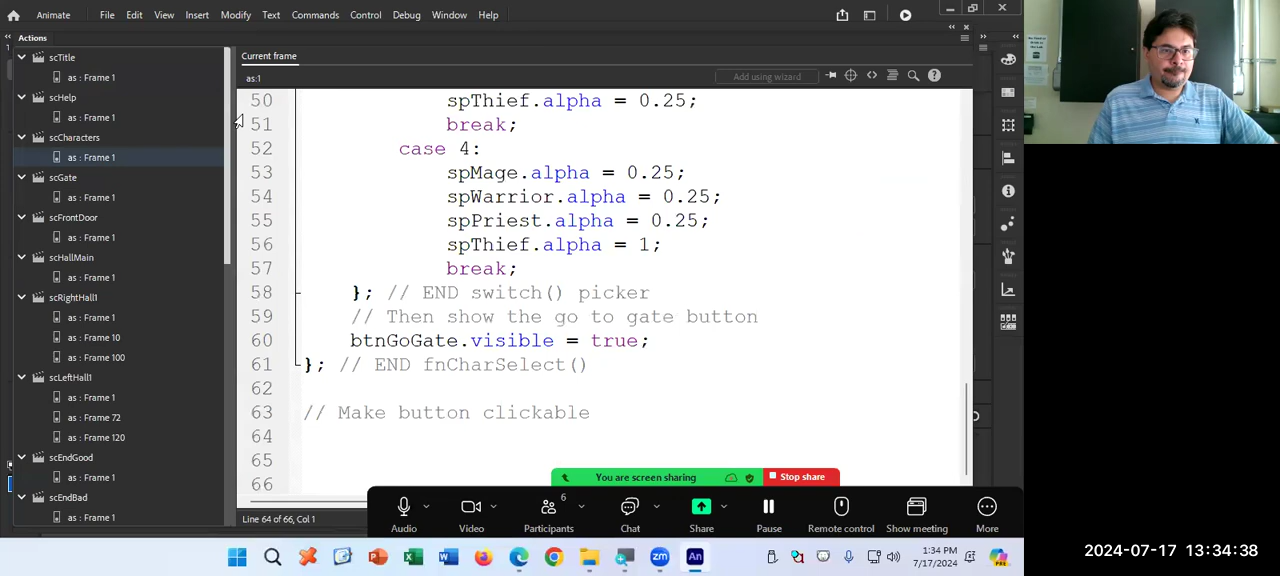 Animate File Edit View Insert Modify Text Commands Control Debug Window Help
Actions
scTitle
as : Frame 1
scHelp
as : Frame 1
scCharacters
as : Frame 1
scGate
as : Frame 1
scFrontDoor
as : Frame 1
scHallMain
as : Frame 1
scRightHall1
as : Frame 1
as : Frame 10
as : Frame 100
scLeftHall1
as : Frame 1
as : Frame 72
as : Frame 120
scEndGood
as : Frame 1
scEndBad
as : Frame 1
Current frame
as:1
Add using wizard
50 spThief.alpha = 0.25;
51 break;
52 case 4:
53 spMage.alpha = 0.25;
54 spWarrior.alpha = 0.25;
55 spPriest.alpha = 0.25;
56 spThief.alpha = 1;
57 break;
58 }; // END switch() picker
59 // Then show the go to gate button
60 btnGoGate.visible = true;
61 }; // END fnCharSelect()
62
63 // Make button clickable
64
65
66
Line 64 of 66, Col 1
You are screen sharing
Stop share
6
Audio Video Participants Chat Share Pause Remote control Show meeting More
1:34 PM
7/17/2024
2024-07-17 13:34:38